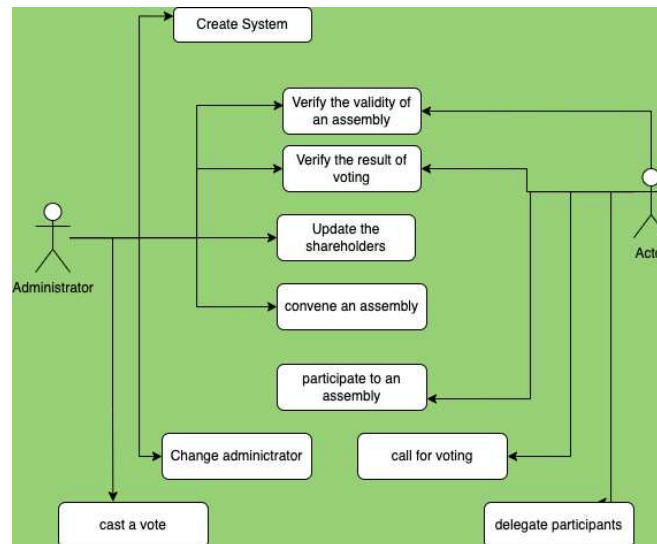 Create System
Verify the validity of
an assembly
Verify the result of
voting
Update the
shareholders
Administrator
convene an assembly
participate to an
assembly
Change adminictrator
call for voting
cast a vote
delegate participants